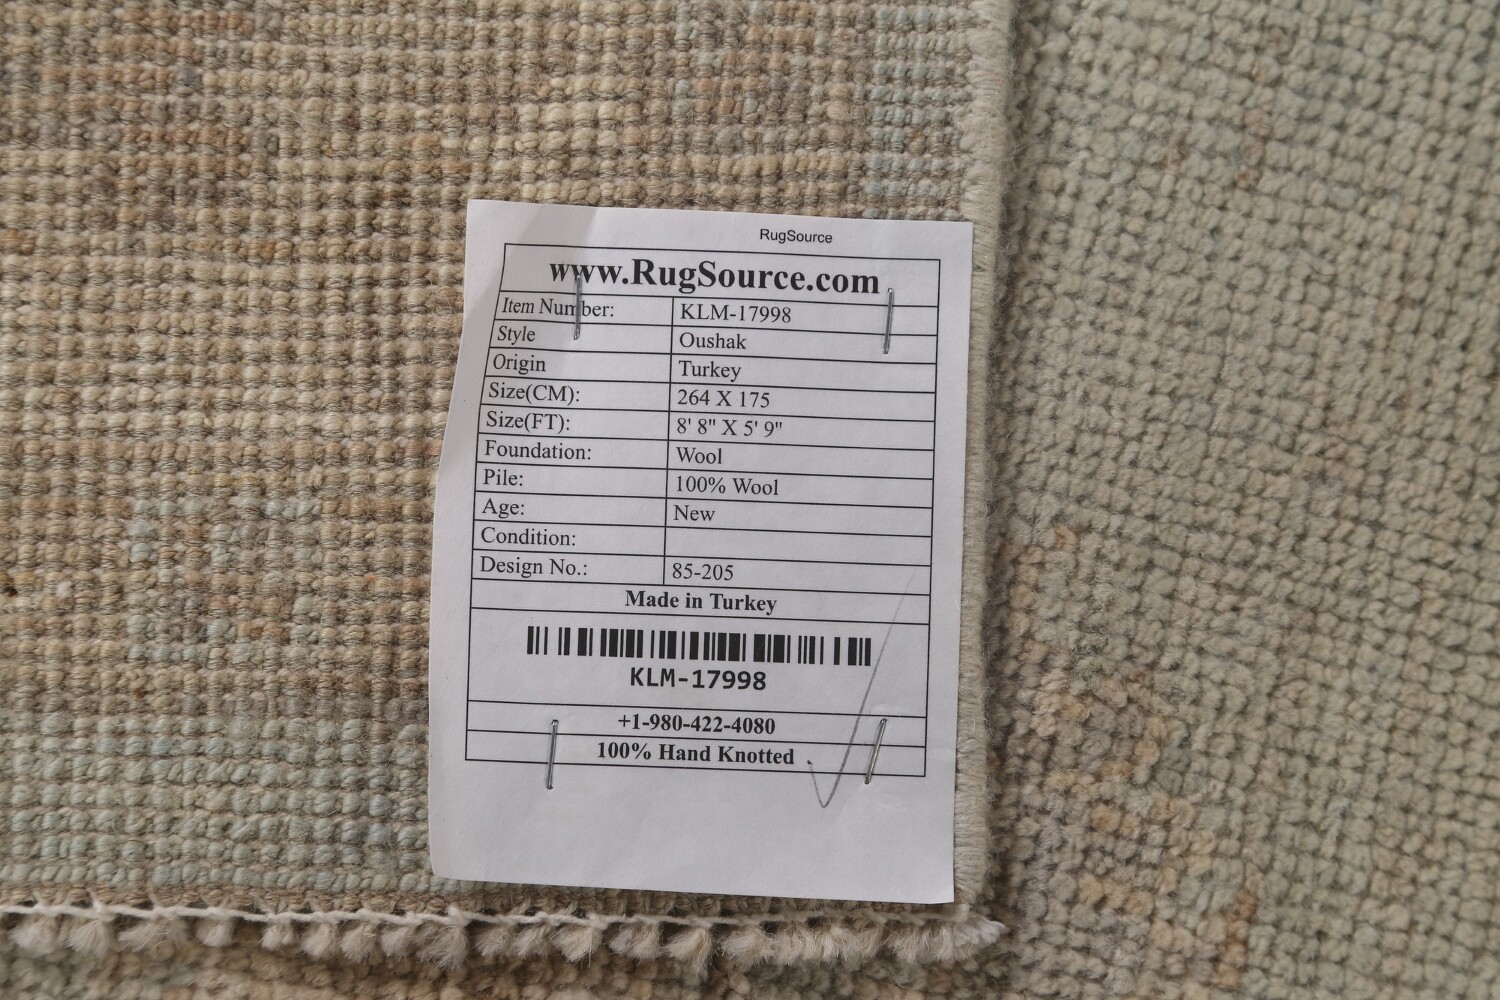 RugSource
www.RugSource.com
Item Number: KLM-17998
Style Oushak
Origin Turkey
Size(CM): 264 X 175
Size(FT): 8' 8" X 5' 9"
Foundation: Wool
Pile: 100% Wool
Age: New
Condition:
Design No.: 85-205
Made in Turkey
KLM-17998
+1-980-422-4080
100% Hand Knotted